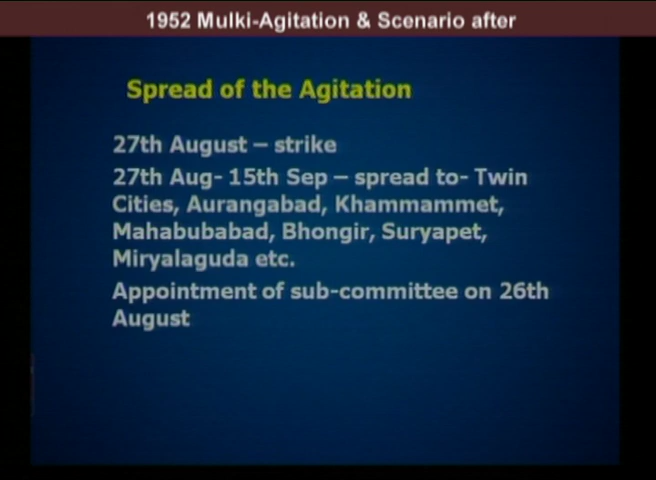 1952 Mulki-Agitation & Scenario after
Spread of the Agitation
27th August – strike
27th Aug- 15th Sep – spread to- Twin
Cities, Aurangabad, Khammammet,
Mahabubabad, Bhongir, Suryapet,
Miryalaguda etc.
Appointment of sub-committee on 26th
August